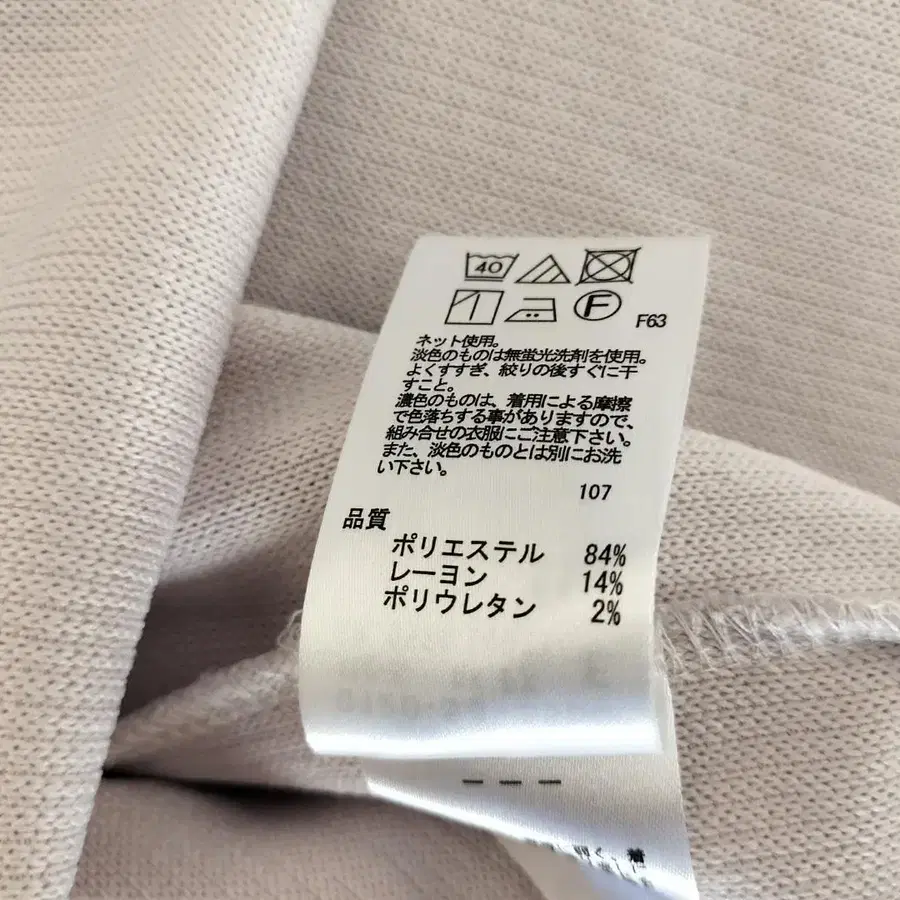 40
F F63
ネット使用。
淡色のものは無蛍光洗剤を使用。
よくすすぎ、絞りの後すぐに干
すこと。
濃色のものは、着用による摩擦
で色落ちする事がありますので、
組み合せの衣服にご注意下さい。
また、淡色のものとは別にお洗
い下さい。
107
品質
ポリエステル 84%
レーヨン 14%
ポリウレタン 2%